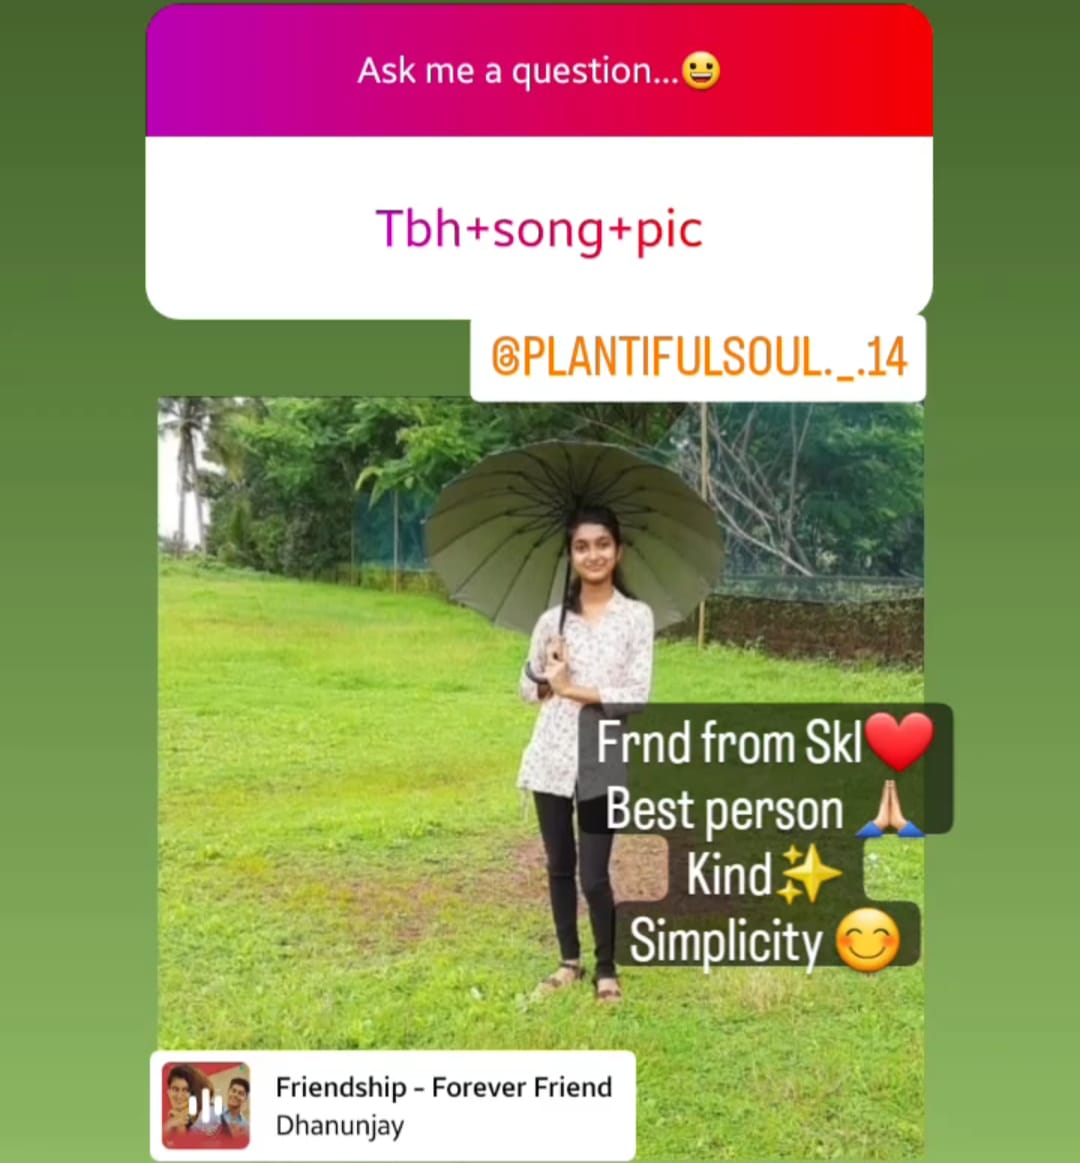 Ask me a question...😀
Tbh+song+pic
@PLANTIFULSOUL._.14
Frnd from Skl❤️
Best person 🙏🏻
Kind✨
Simplicity 😊
Friendship - Forever Friend
Dhanunjay